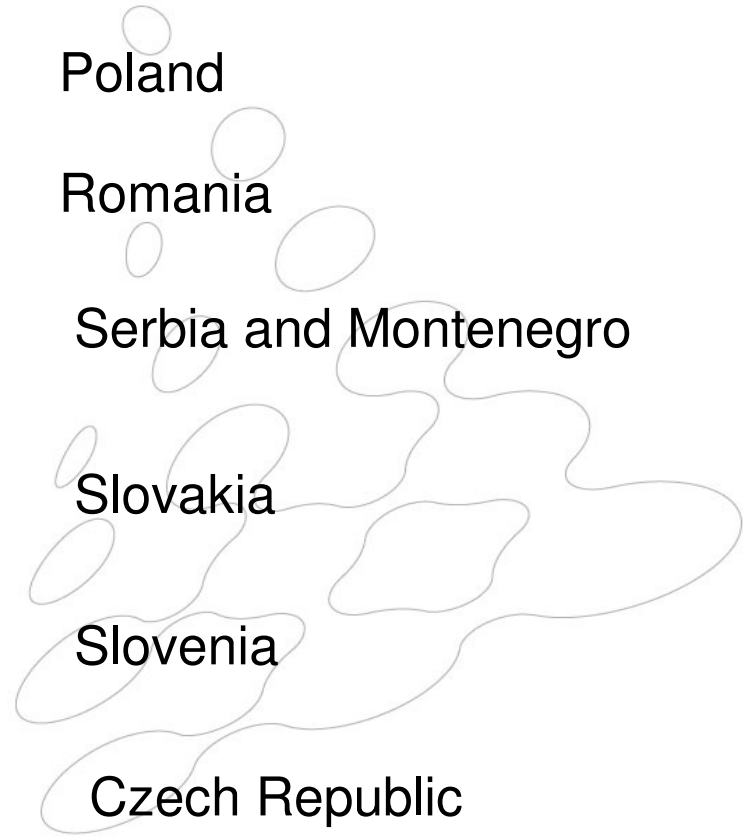 Poland
Romania
Serbia and Montenegro
Slovakia
Slovenia
Czech Republic